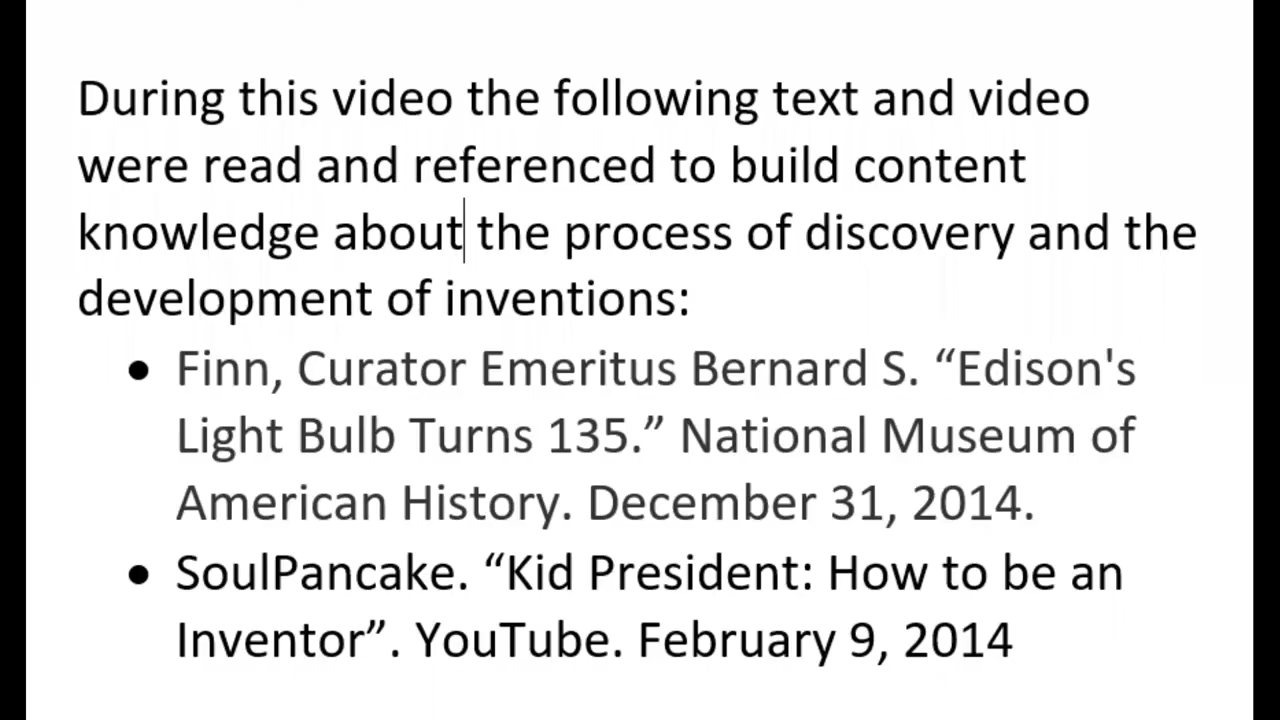 During this video the following text and video
were read and referenced to build content
knowledge about the process of discovery and the
development of inventions:
• Finn, Curator Emeritus Bernard S. “Edison's
Light Bulb Turns 135.” National Museum of
American History. December 31, 2014.
• SoulPancake. “Kid President: How to be an
Inventor”. YouTube. February 9, 2014